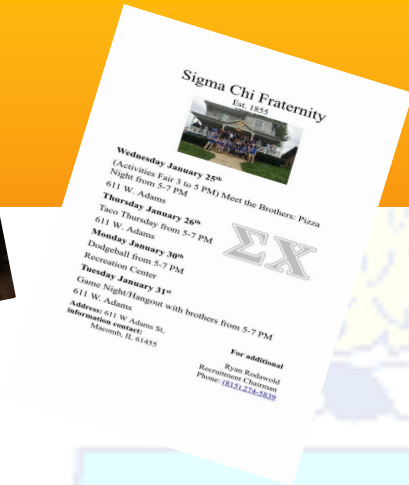 Sigma Chi Fraternity
Est. 1855
Wednesday January 25th
(Activities Fair 3 to 5 PM) Meet the Brothers: Pizza
Night from 5-7 PM
611 W. Adams
Thursday January 26th
Taco Thursday from 5-7 PM
611 W. Adams
Monday January 30th
Dodgeball from 5-7 PM
Recreation Center
Tuesday January 31st
Game Night/Hangout with brothers from 5-7 PM
611 W. Adams
ΣΧ
Address: 611 W Adams St,
information contact:
Macomb, IL 61455
For additional
Ryan Rodewold
Recruitment Chairman
Phone: (815) 274-5839